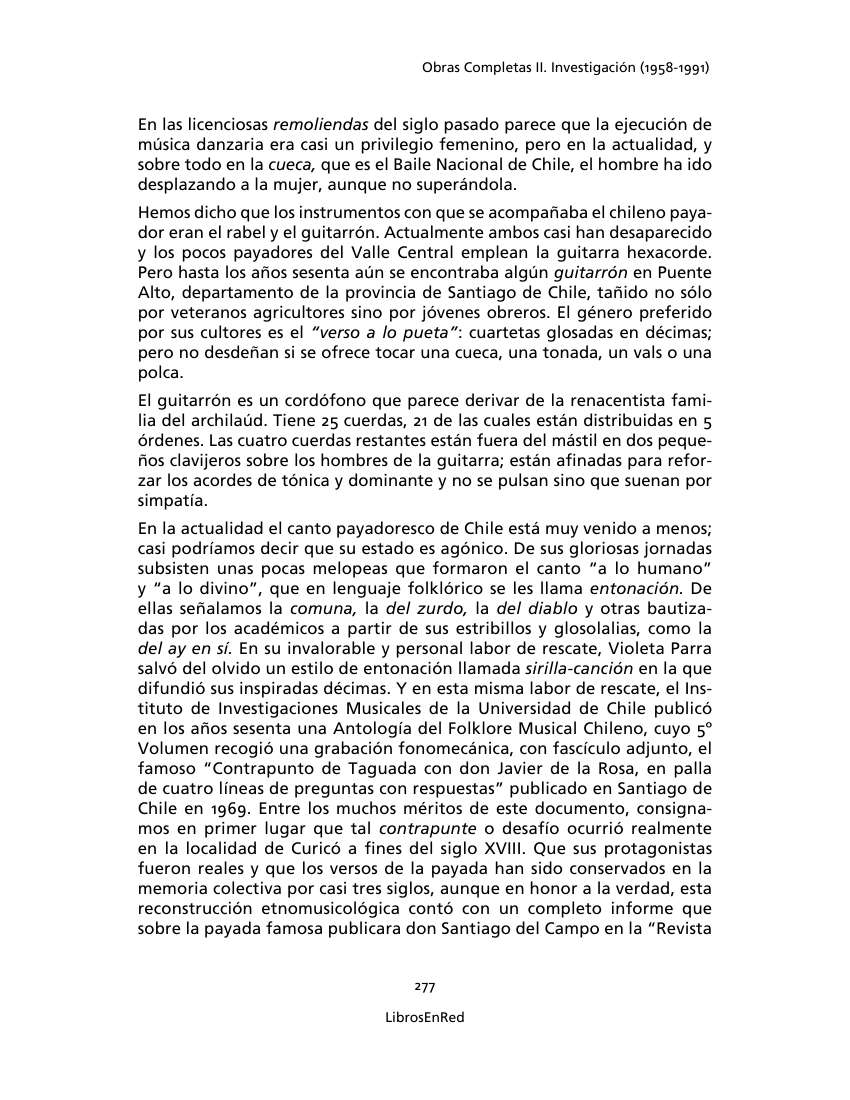 Obras Completas II. Investigación (1958-1991)
En las licenciosas remoliendas del siglo pasado parece que la ejecución de
música danzaria era casi un privilegio femenino, pero en la actualidad, y
sobre todo en la cueca, que es el Baile Nacional de Chile, el hombre ha ido
desplazando a la mujer, aunque no superándola.
Hemos dicho que los instrumentos con que se acompañaba el chileno paya-
dor eran el rabel y el guitarrón. Actualmente ambos casi han desaparecido
y los pocos payadores del Valle Central emplean la guitarra hexacorde.
Pero hasta los años sesenta aún se encontraba algún guitarrón en Puente
Alto, departamento de la provincia de Santiago de Chile, tañido no sólo
por veteranos agricultores sino por jóvenes obreros. El género preferido
por sus cultores es el “verso a lo pueta”: cuartetas glosadas en décimas;
pero no desdeñan si se ofrece tocar una cueca, una tonada, un vals o una
polca.
El guitarrón es un cordófono que parece derivar de la renacentista fami-
lia del archilaúd. Tiene 25 cuerdas, 21 de las cuales están distribuidas en 5
órdenes. Las cuatro cuerdas restantes están fuera del mástil en dos peque-
ños clavijeros sobre los hombres de la guitarra; están afinadas para refor-
zar los acordes de tónica y dominante y no se pulsan sino que suenan por
simpatía.
En la actualidad el canto payadoresco de Chile está muy venido a menos;
casi podríamos decir que su estado es agónico. De sus gloriosas jornadas
subsisten unas pocas melopeas que formaron el canto “a lo humano”
y “a lo divino”, que en lenguaje folklórico se les llama entonación. De
ellas señalamos la comuna, la del zurdo, la del diablo y otras bautiza-
das por los académicos a partir de sus estribillos y glosolalias, como la
del ay en sí. En su invalorable y personal labor de rescate, Violeta Parra
salvó del olvido un estilo de entonación llamada sirilla-canción en la que
difundió sus inspiradas décimas. Y en esta misma labor de rescate, el Ins-
tituto de Investigaciones Musicales de la Universidad de Chile publicó
en los años sesenta una Antología del Folklore Musical Chileno, cuyo 5º
Volumen recogió una grabación fonomecánica, con fascículo adjunto, el
famoso “Contrapunto de Taguada con don Javier de la Rosa, en palla
de cuatro líneas de preguntas con respuestas” publicado en Santiago de
Chile en 1969. Entre los muchos méritos de este documento, consigna-
mos en primer lugar que tal contrapunte o desafío ocurrió realmente
en la localidad de Curicó a fines del siglo XVIII. Que sus protagonistas
fueron reales y que los versos de la payada han sido conservados en la
memoria colectiva por casi tres siglos, aunque en honor a la verdad, esta
reconstrucción etnomusicológica contó con un completo informe que
sobre la payada famosa publicara don Santiago del Campo en la “Revista
277
LibrosEnRed